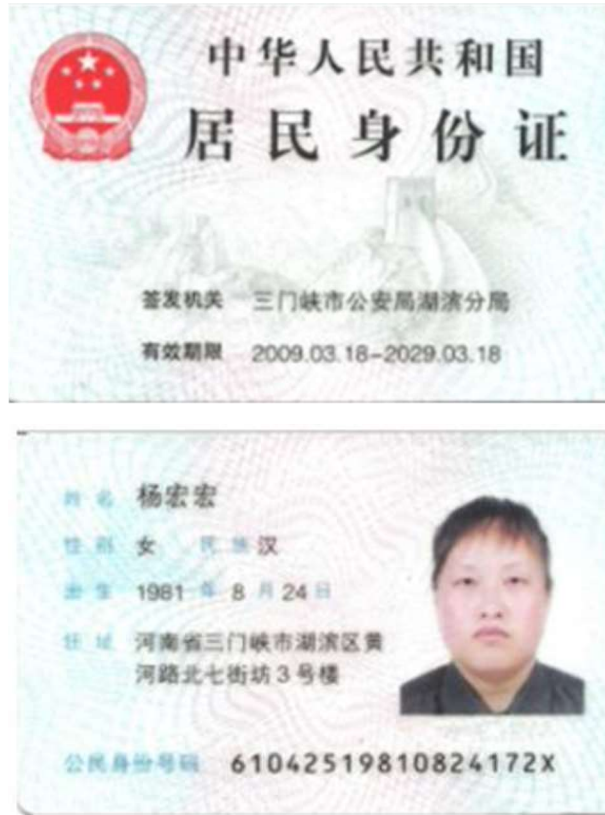 中华人民共和国
居民身份证
签发机关 三门峡市公安局湖滨分局
有效期限 2009.03.18-2029.03.18
姓名 杨宏宏
性别 女 民族 汉
出生 1981 年 8 月 24 日
住址 河南省三门峡市湖滨区黄
河路北七街坊3号楼
公民身份号码 61042519810824172X